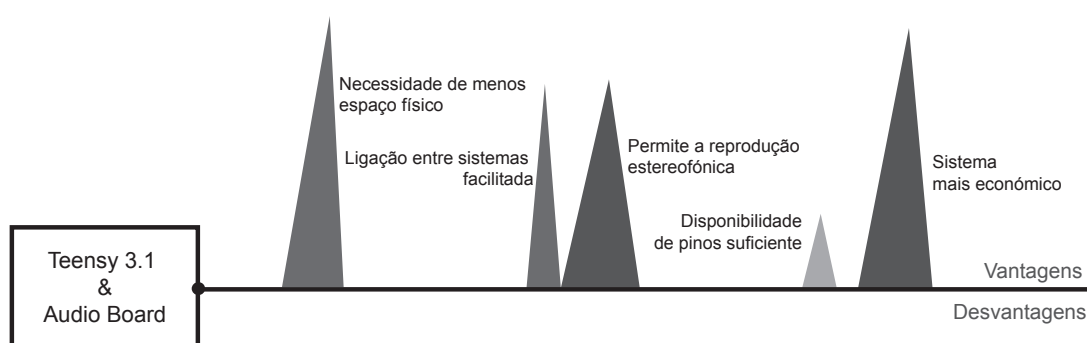 Necessidade de menos
espaço físico
Ligação entre sistemas
facilitada
Permite a reprodução
estereofónica
Disponibilidade
de pinos suficiente
Sistema
mais económico
Teensy 3.1
&
Audio Board
Vantagens
Desvantagens